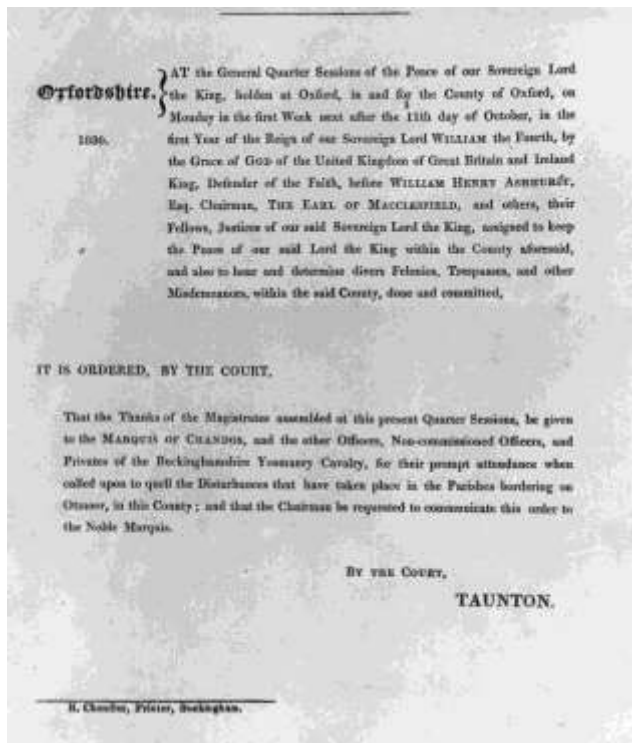 Oxfordshire.
1830.
AT the General Quarter Sessions of the Peace of our Sovereign Lord
the King, holden at Oxford, in and for the County of Oxford, on
Monday in the first Week next after the 11th day of October, in the
first Year of the Reign of our Sovereign Lord WILLIAM the Fourth, by
the Grace of GOD of the United Kingdom of Great Britain and Ireland
King, Defender of the Faith, before WILLIAM HENRY ASHHURST,
Esq. Chairman, THE EARL OF MACCLESFIELD, and others, their
Fellows, Justices of our said Sovereign Lord the King, assigned to keep
the Peace of our said Lord the King within the County aforesaid,
and also to hear and determine divers Felonies, Trespasses, and other
Misdemeanors, within the said County, done and committed,
IT IS ORDERED, BY THE COURT,
That the Thanks of the Magistrates assembled at this present Quarter Sessions, be given
to the MARQUIS OF CHANDOS, and the other Officers, Non-commissioned Officers, and
Privates of the Buckinghamshire Yeomanry Cavalry, for their prompt attendance when
called upon to quell the Disturbances that have taken place in the Parishes bordering on
Otmoor, in this County; and that the Chairman be requested to communicate this order to
the Noble Marquis.
BY THE COURT,
TAUNTON.
Printer, Buckingham.